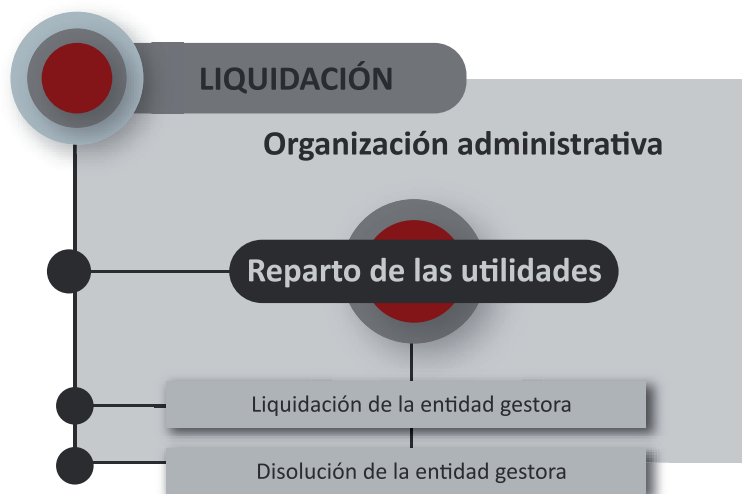 LIQUIDACIÓN
Organización administrativa
Reparto de las utilidades
Liquidación de la entidad gestora
Disolución de la entidad gestora